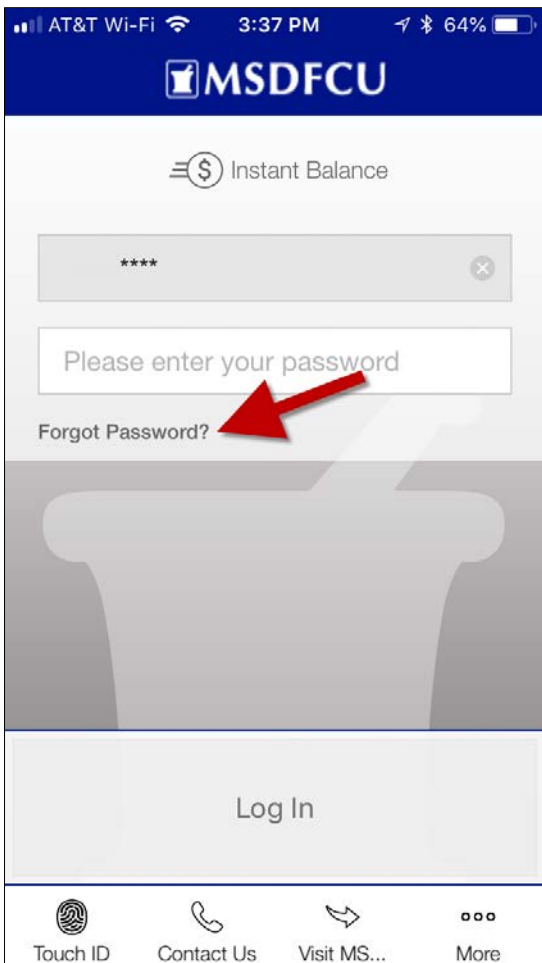 AT&T Wi-Fi 3:37 PM 64%
MSDFCU
$ Instant Balance
****
Please enter your password
Forgot Password?
Log In
Touch ID Contact Us Visit MS... More